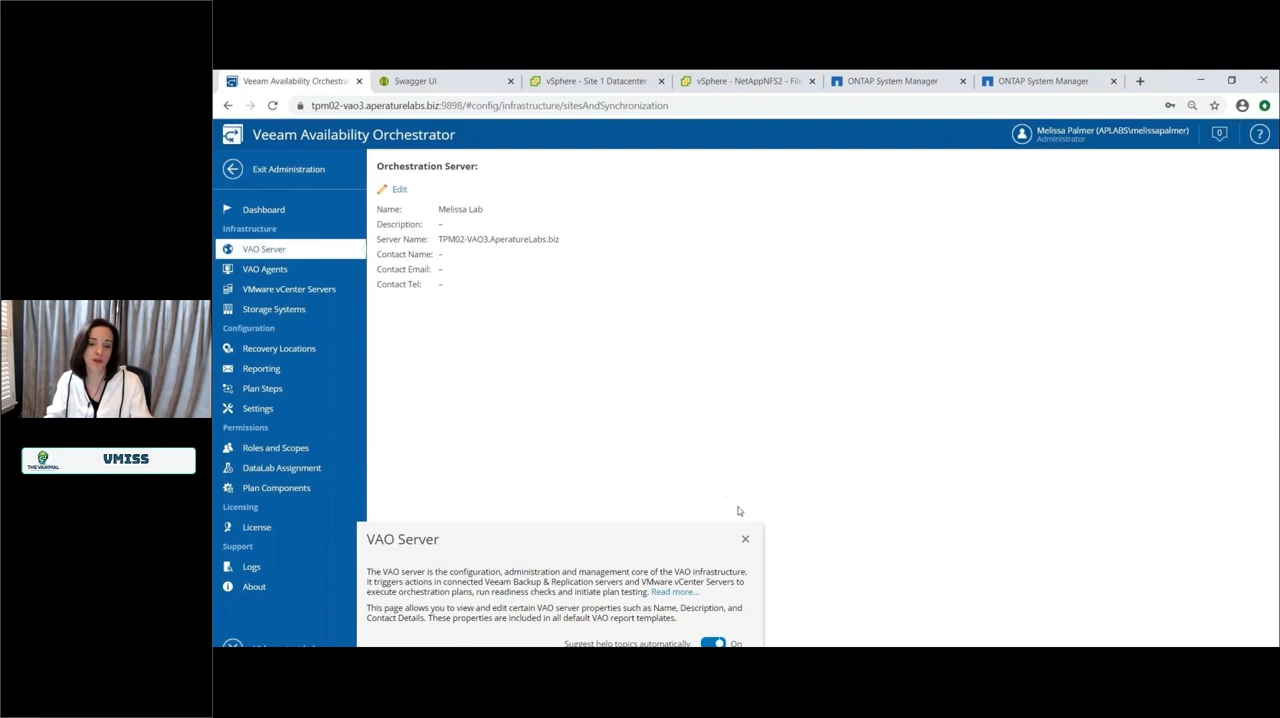 Veeam Availability Orchestra
Swagger UI
vSphere - Site 1 Datacenter
vSphere - NetAppNFS2 - File
ONTAP System Manager
ONTAP System Manager
tpm02-vao3.aperaturelabs.biz:9898/#config/infrastructure/sitesAndSynchronization
Veeam Availability Orchestrator
Melissa Palmer (APLABS\melissapalmer)
Administrator
0
?
Exit Administration
Dashboard
Infrastructure
VAO Server
VAO Agents
VMware vCenter Servers
Storage Systems
Configuration
Recovery Locations
Reporting
Plan Steps
Settings
Permissions
Roles and Scopes
DataLab Assignment
Plan Components
Licensing
License
Support
Logs
About
Orchestration Server:
Edit
Name: Melissa Lab
Description: –
Server Name: TPM02-VAO3.AperatureLabs.biz
Contact Name: –
Contact Email: –
Contact Tel: –
VAO Server
The VAO server is the configuration, administration and management core of the VAO infrastructure.
It triggers actions in connected Veeam Backup & Replication servers and VMware vCenter Servers to
execute orchestration plans, run readiness checks and initiate plan testing. Read more...
This page allows you to view and edit certain VAO server properties such as Name, Description, and
Contact Details. These properties are included in all default VAO report templates.
Suggest help topics automatically On
THEVANIMAL
VMISS